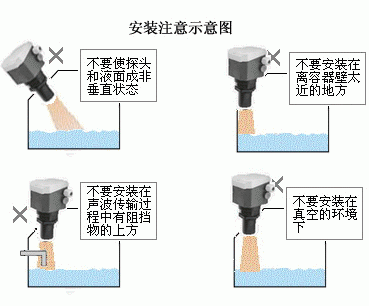 安装注意示意图
不要使探头
和液面成非
垂直状态
不要安装在
离容器壁太
近的地方
不要安装在
声波传输过
程中有阻挡
物的上方
不要安装在
真空的环境
下